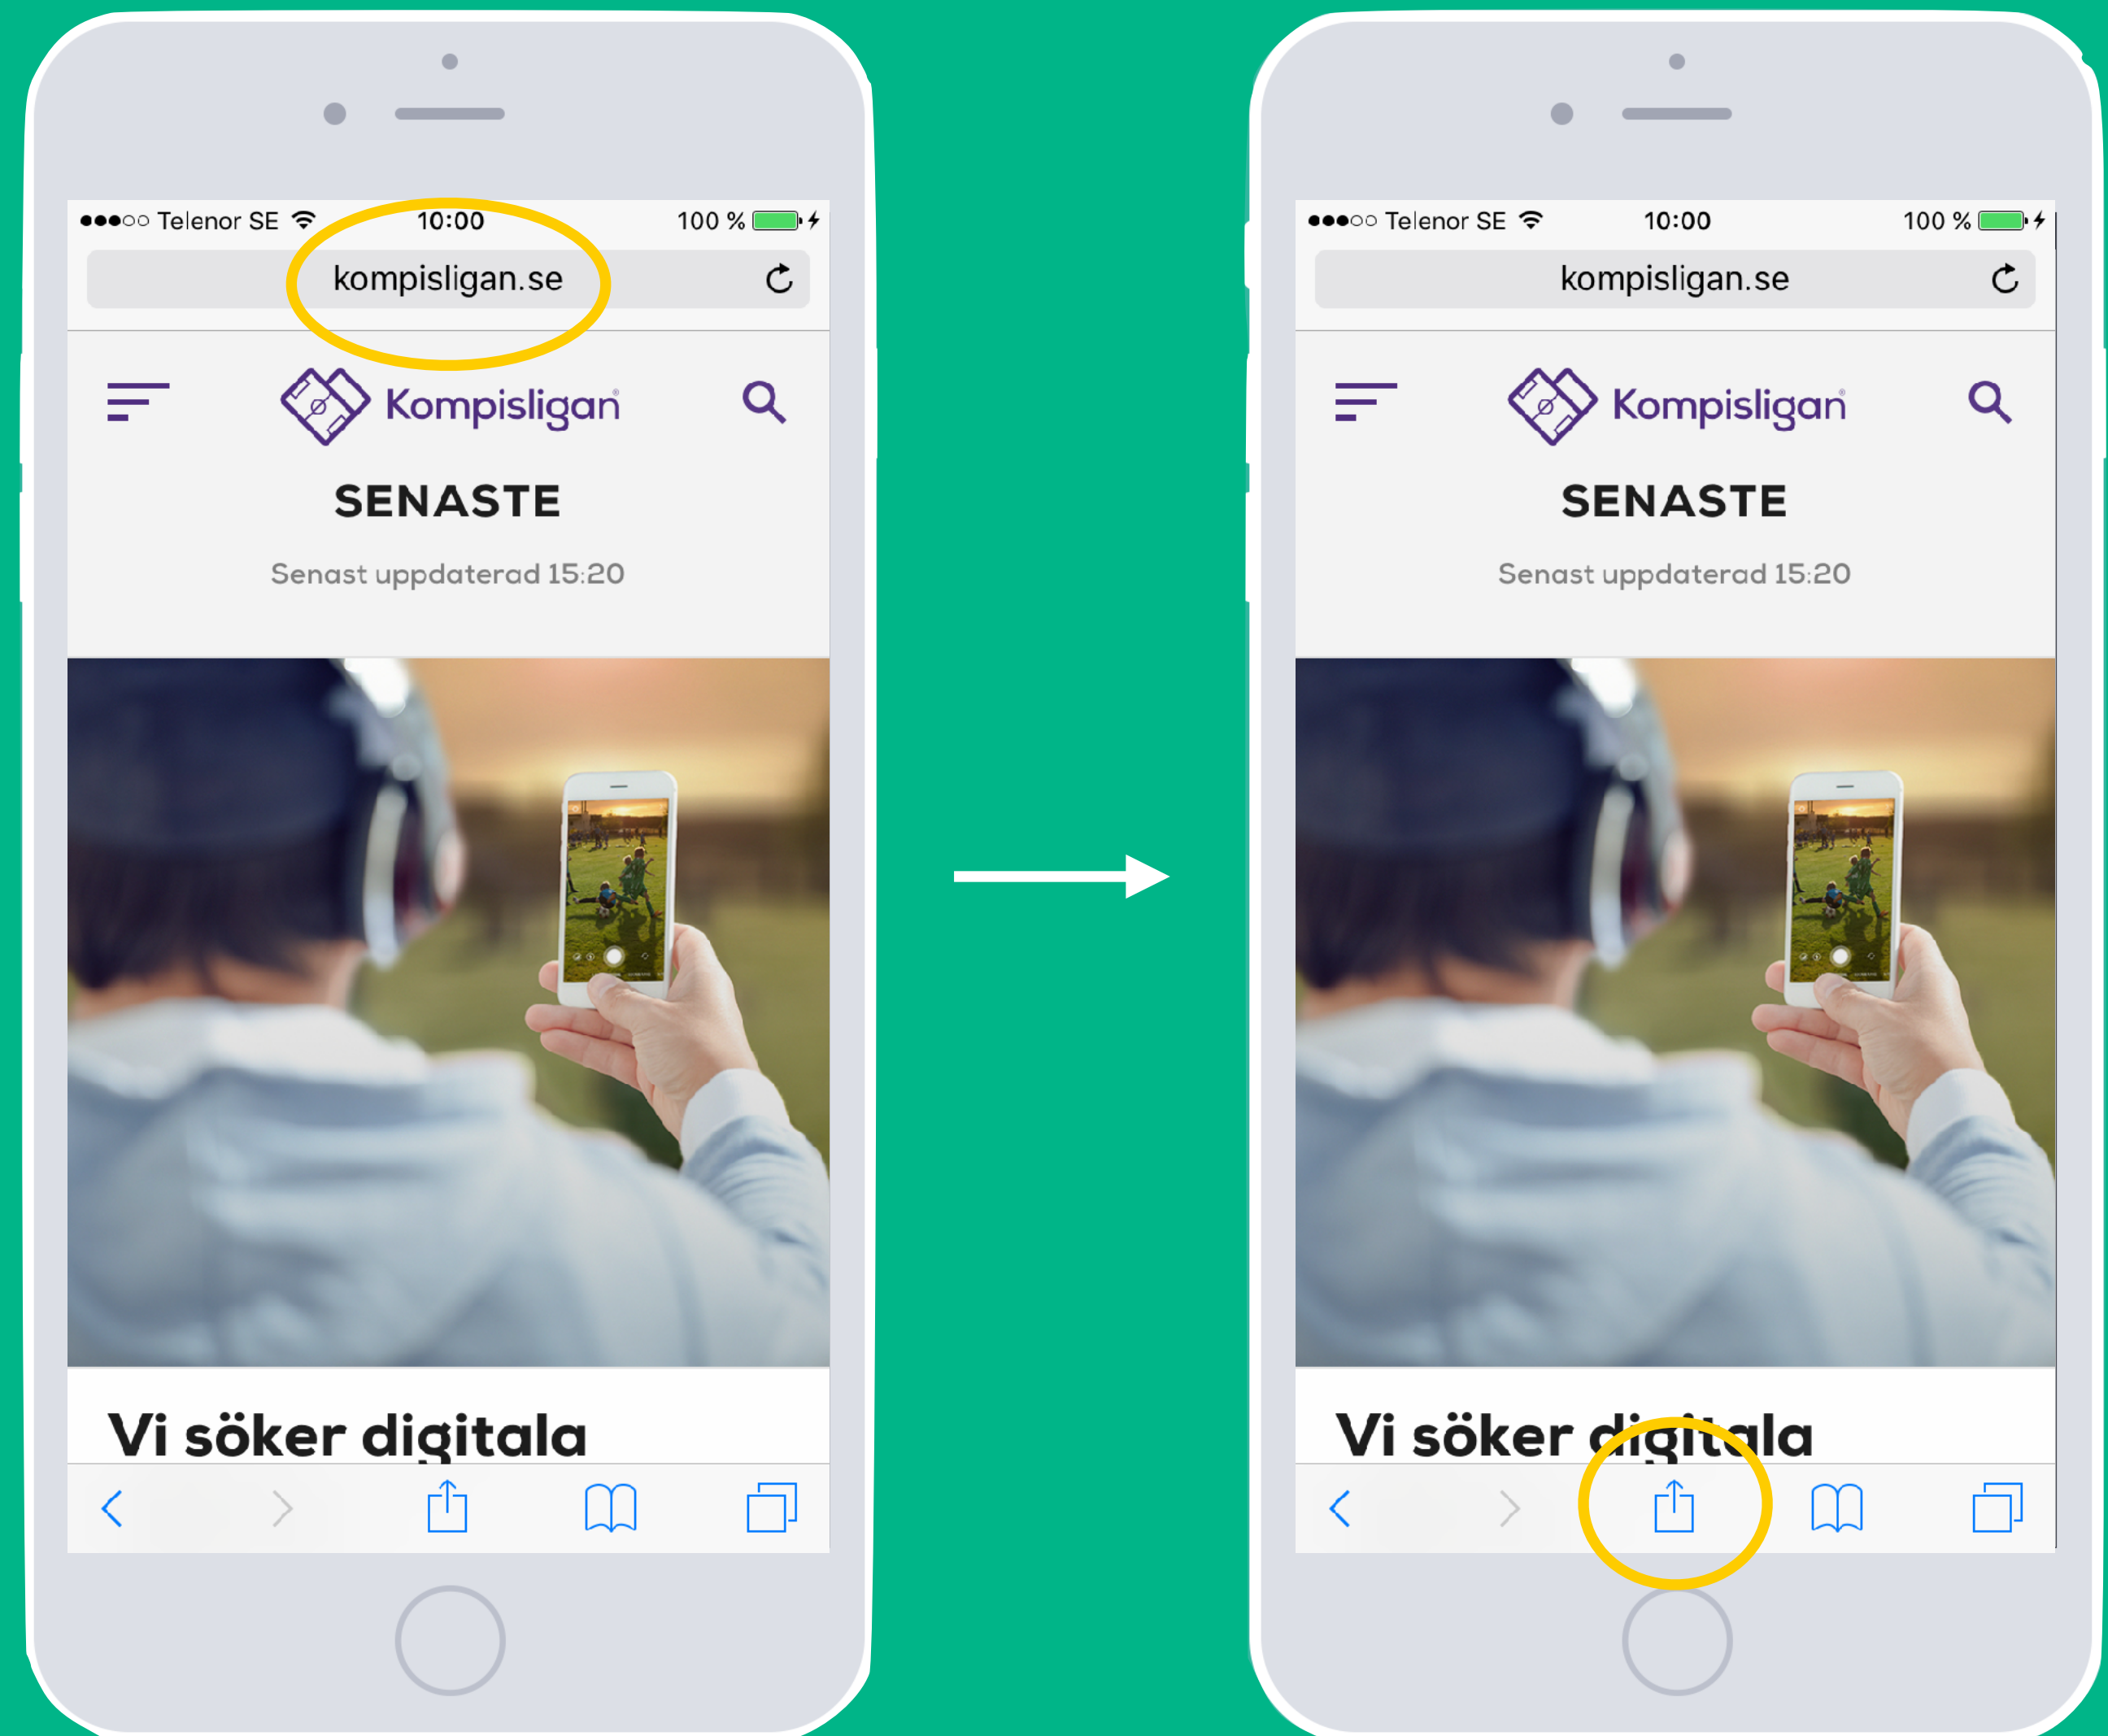 Telenor SE 10:00 100 %
kompisligan.se
Kompisligan
SENASTE
Senast uppdaterad 15:20
Vi söker digitala
Telenor SE 10:00 100 %
kompisligan.se
Kompisligan
SENASTE
Senast uppdaterad 15:20
Vi söker digitala